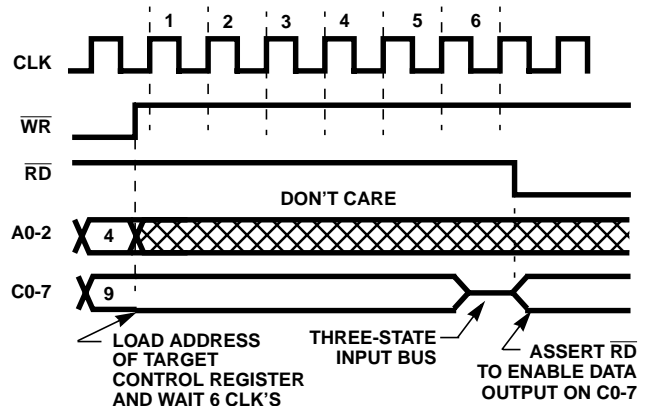 1 2 3 4 5 6
CLK
WR
RD
DON'T CARE
A0-2 4
C0-7 9
LOAD ADDRESS
OF TARGET
CONTROL REGISTER
AND WAIT 6 CLK'S
THREE-STATE
INPUT BUS
ASSERT RD
TO ENABLE DATA
OUTPUT ON C0-7